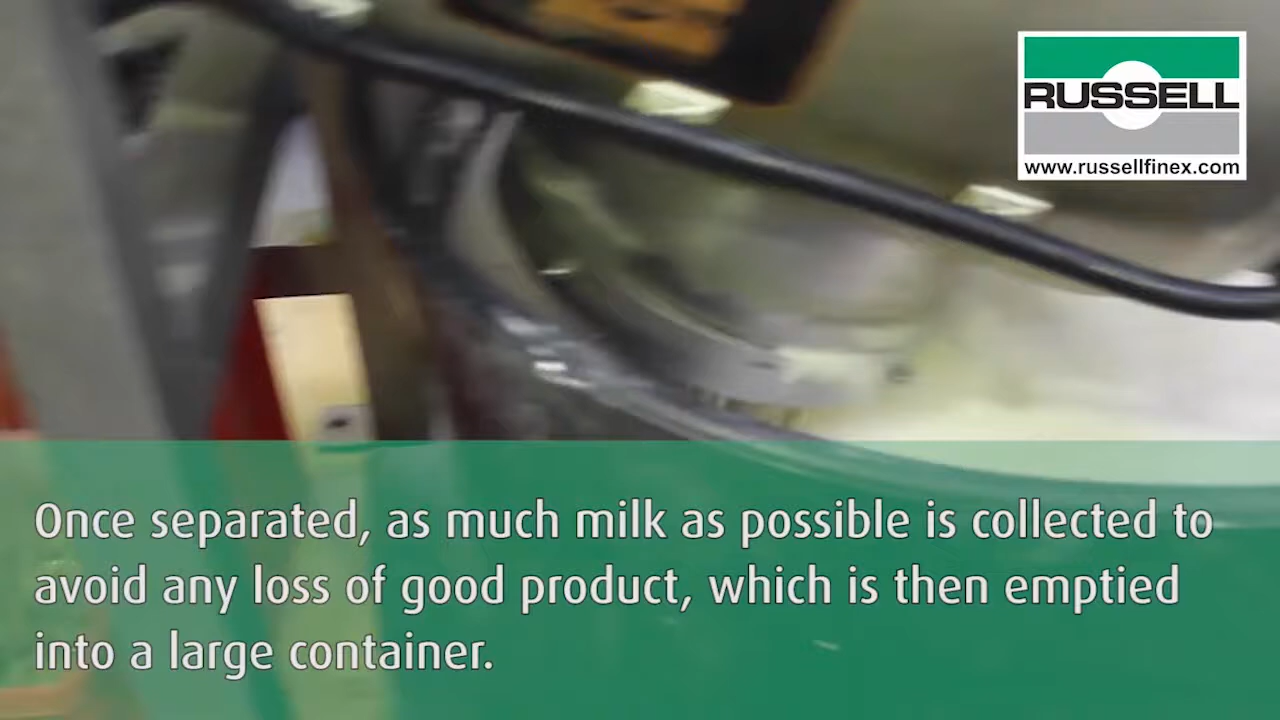 RUSSELL
www.russellfinex.com
Once separated, as much milk as possible is collected to
avoid any loss of good product, which is then emptied
into a large container.